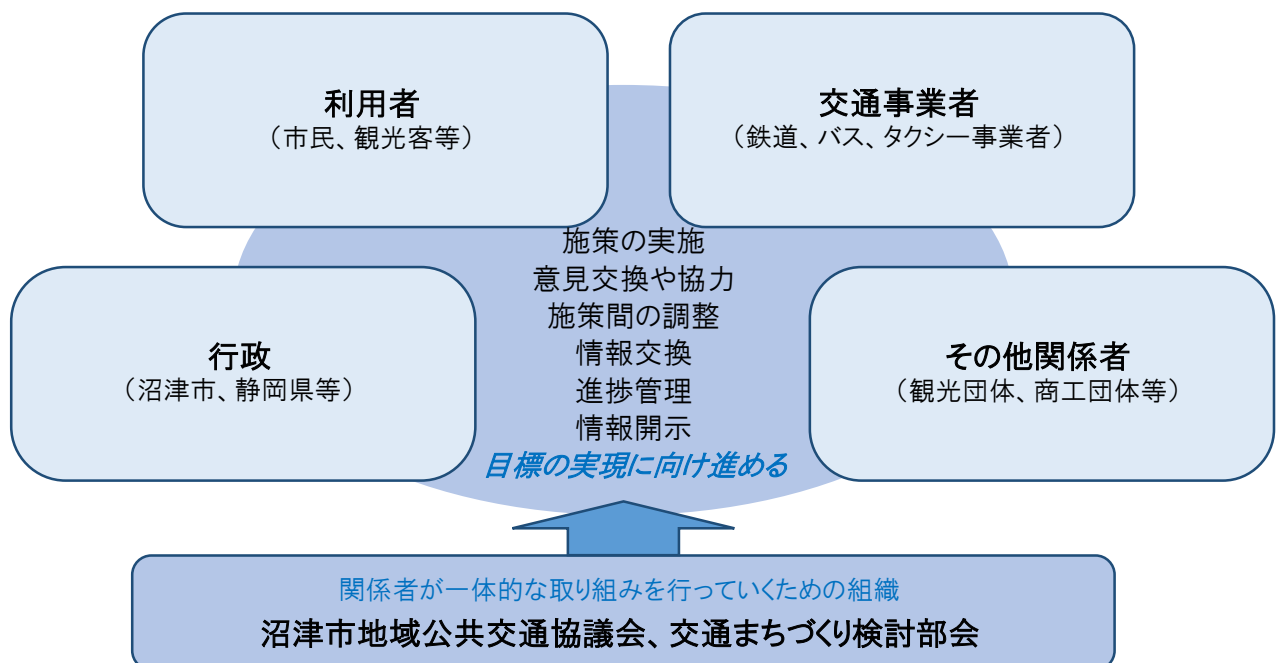 利用者
（市民、観光客等）
交通事業者
（鉄道、バス、タクシー事業者）
行政
（沼津市、静岡県等）
施策の実施
意見交換や協力
施策間の調整
情報交換
進捗管理
情報開示
目標の実現に向け進める
その他関係者
（観光団体、商工団体等）
関係者が一体的な取り組みを行っていくための組織
沼津市地域公共交通協議会、交通まちづくり検討部会